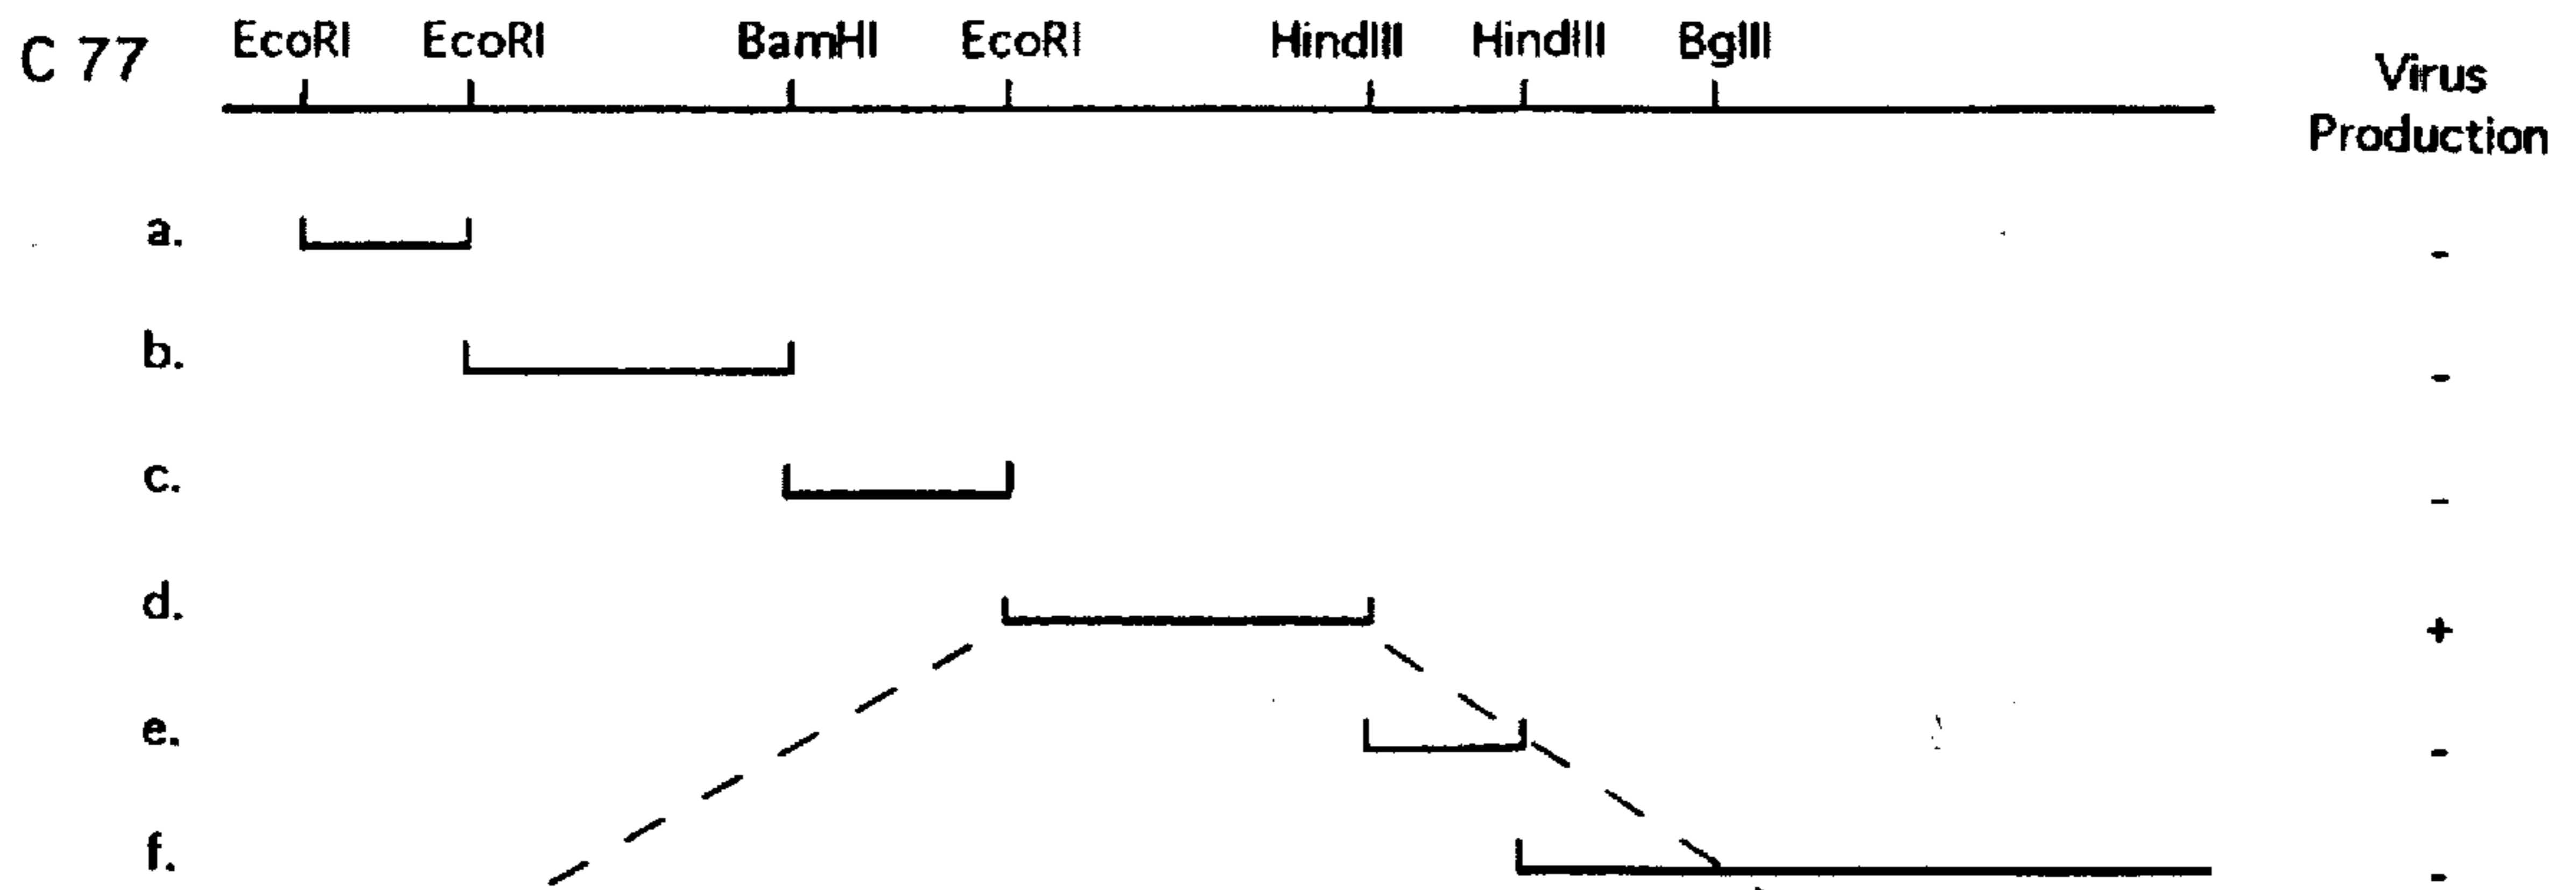 C 77 EcoRI EcoRI BamHI EcoRI HindIII HindIII BglII
Virus
Production
a. -
b. -
c. -
d. +
e. -
f. -